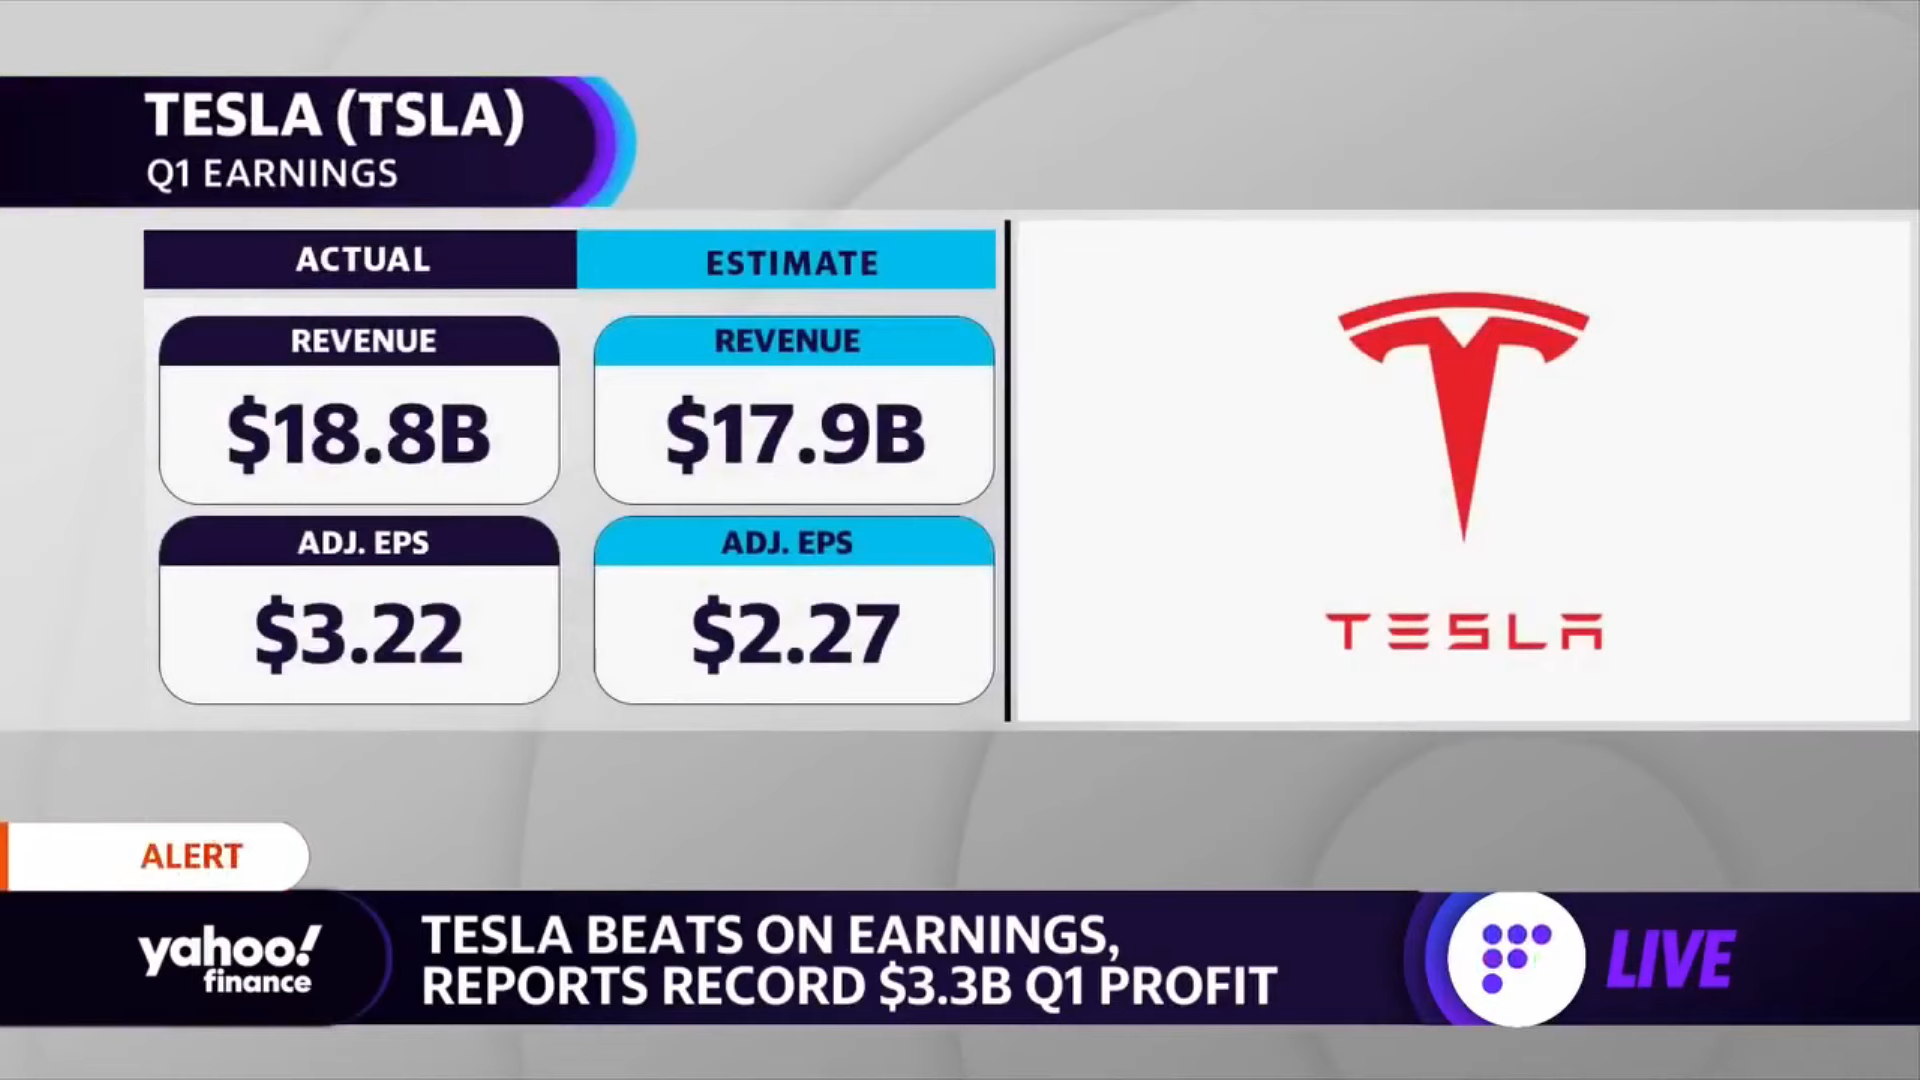 TESLA (TSLA)
Q1 EARNINGS
ACTUAL
ESTIMATE
REVENUE
$18.8B
REVENUE
$17.9B
ADJ. EPS
$3.22
ADJ. EPS
$2.27
TESLA
ALERT
yahoo!
finance
TESLA BEATS ON EARNINGS,
REPORTS RECORD $3.3B Q1 PROFIT
LIVE